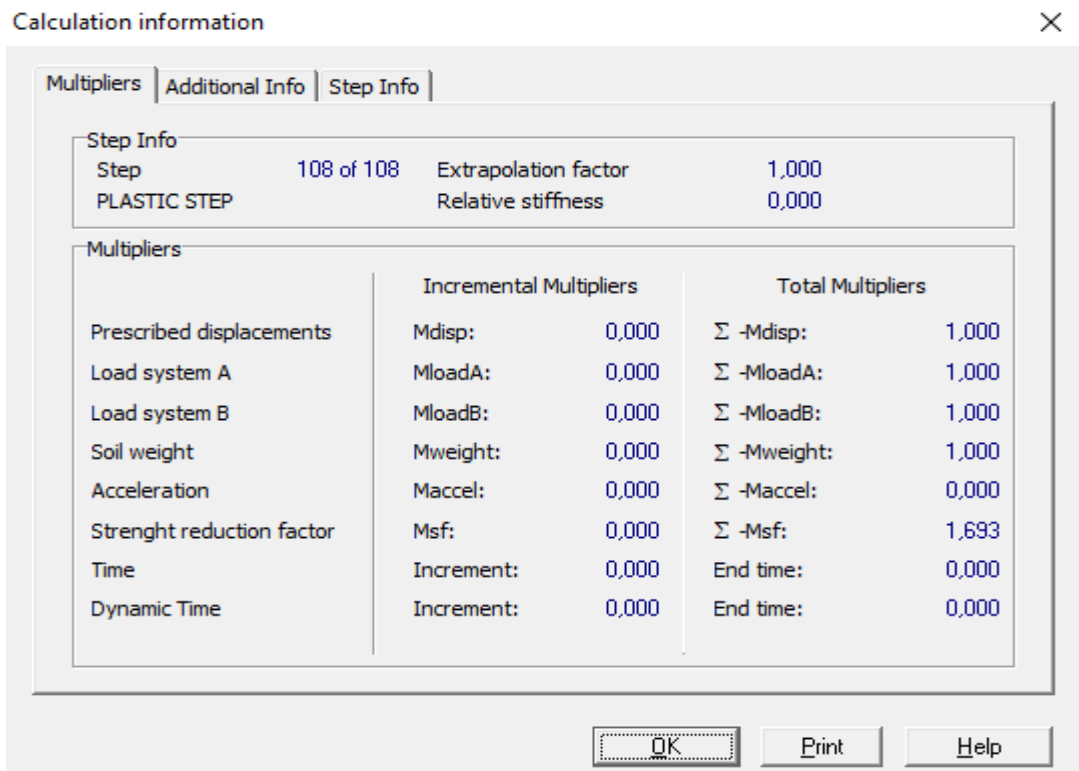 Calculation information
Multipliers Additional Info Step Info
Step Info
Step 108 of 108 Extrapolation factor 1,000
PLASTIC STEP Relative stiffness 0,000
Multipliers
Incremental Multipliers Total Multipliers
Prescribed displacements Mdisp: 0,000 Σ -Mdisp: 1,000
Load system A MloadA: 0,000 Σ -MloadA: 1,000
Load system B MloadB: 0,000 Σ -MloadB: 1,000
Soil weight Mweight: 0,000 Σ -Mweight: 1,000
Acceleration Maccel: 0,000 Σ -Maccel: 0,000
Strenght reduction factor Msf: 0,000 Σ -Msf: 1,693
Time Increment: 0,000 End time: 0,000
Dynamic Time Increment: 0,000 End time: 0,000
OK Print Help